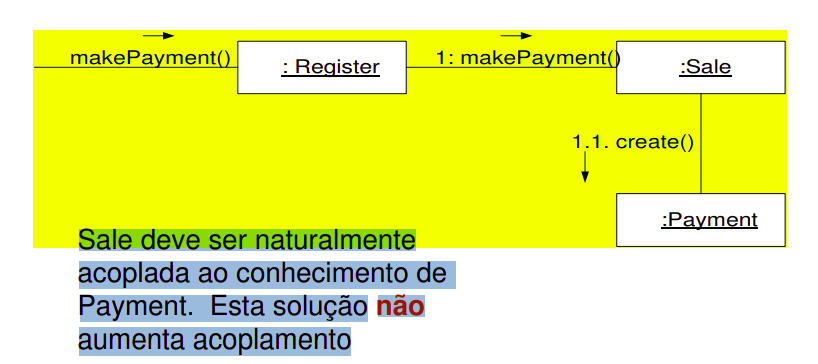 makePayment()
: Register
1: makePayment()
:Sale
1.1. create()
:Payment
Sale deve ser naturalmente
acoplada ao conhecimento de
Payment. Esta solução não
aumenta acoplamento